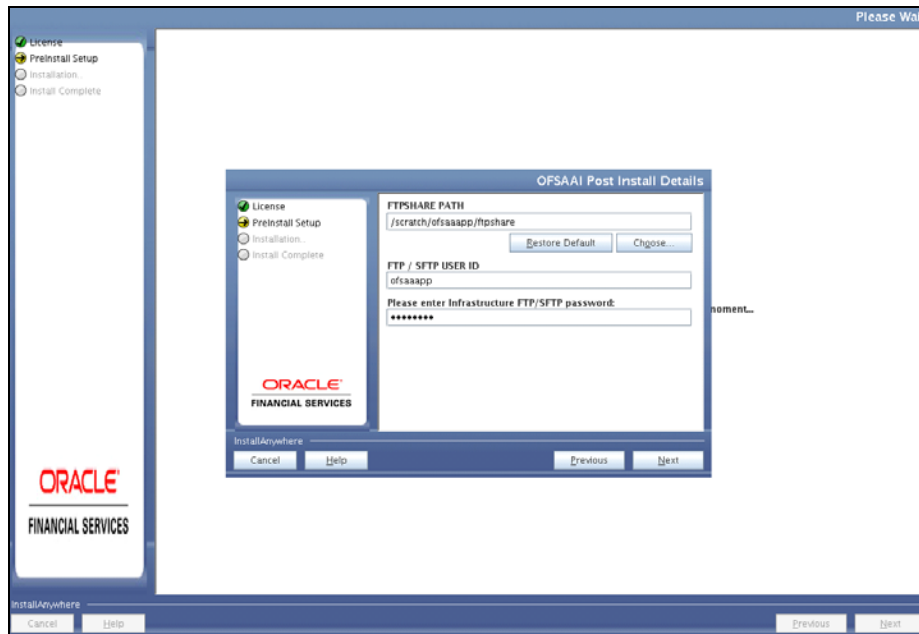 Please Wai
License
PreInstall Setup
Installation..
Install Complete
OFSAAI Post Install Details
License
PreInstall Setup
Installation..
Install Complete
FTPSHARE PATH
/scratch/ofsaaapp/ftpshare
Restore Default
Choose...
FTP / SFTP USER ID
ofsaaapp
Please enter Infrastructure FTP/SFTP password:
••••••••
noment...
ORACLE
FINANCIAL SERVICES
InstallAnywhere
Cancel
Help
Previous
Next
ORACLE
FINANCIAL SERVICES
InstallAnywhere
Cancel
Help
Previous
Next